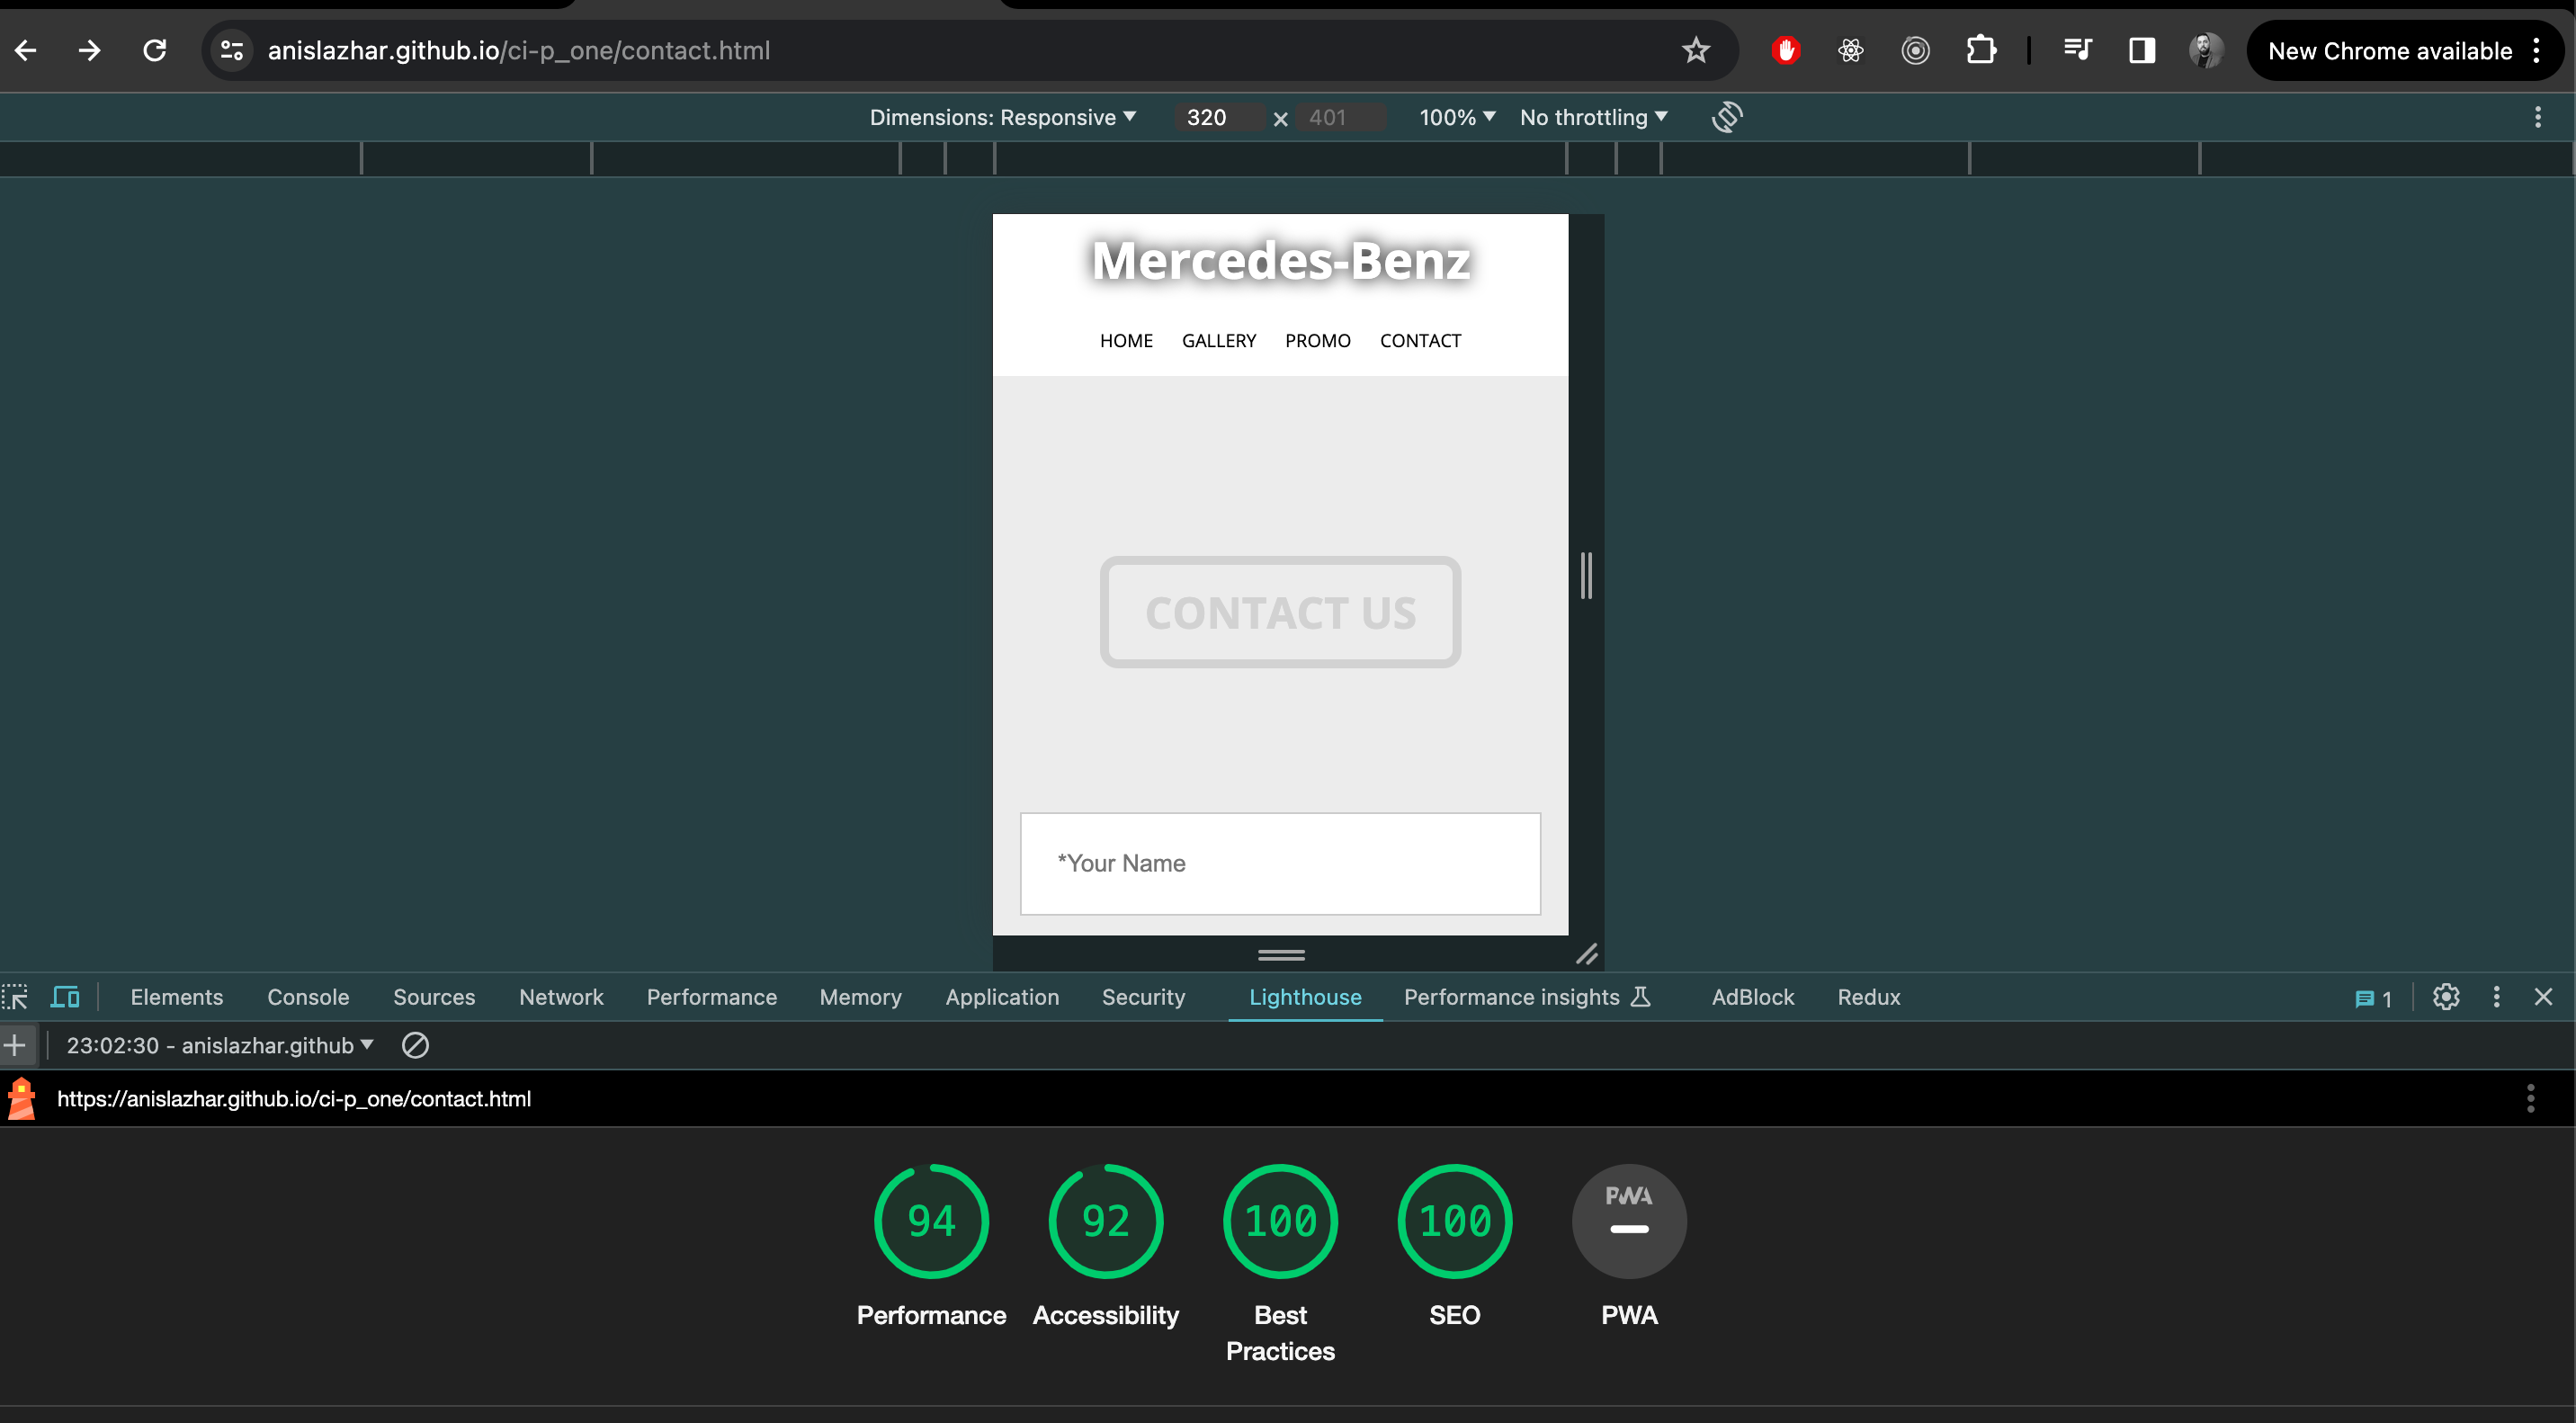 anislazhar.github.io/ci-p_one/contact.html
New Chrome available
Dimensions: Responsive 320 × 401 100% No throttling
Mercedes-Benz
HOME GALLERY PROMO CONTACT
CONTACT US
*Your Name
Elements Console Sources Network Performance Memory Application Security Lighthouse Performance insights AdBlock Redux 1
23:02:30 - anislazhar.github
https://anislazhar.github.io/ci-p_one/contact.html
94 92 100 100 PWA
Performance Accessibility Best Practices SEO PWA